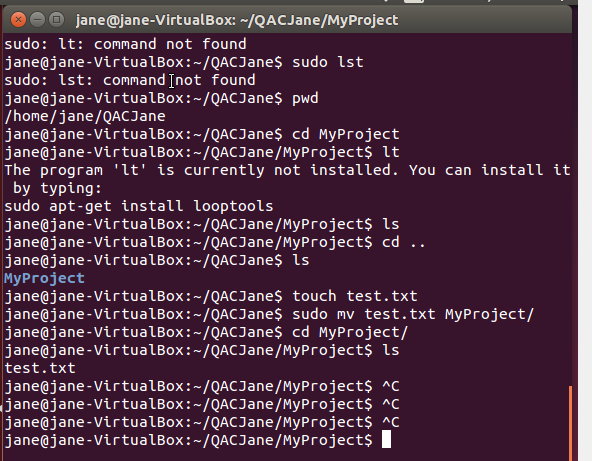 jane@jane-VirtualBox: ~/QACJane/MyProject
sudo: lt: command not found
jane@jane-VirtualBox:~/QACJane$ sudo lst
sudo: lst: command not found
jane@jane-VirtualBox:~/QACJane$ pwd
/home/jane/QACJane
jane@jane-VirtualBox:~/QACJane$ cd MyProject
jane@jane-VirtualBox:~/QACJane/MyProject$ lt
The program 'lt' is currently not installed. You can install it
 by typing:
sudo apt-get install looptools
jane@jane-VirtualBox:~/QACJane/MyProject$ ls
jane@jane-VirtualBox:~/QACJane/MyProject$ cd ..
jane@jane-VirtualBox:~/QACJane$ ls
MyProject
jane@jane-VirtualBox:~/QACJane$ touch test.txt
jane@jane-VirtualBox:~/QACJane$ sudo mv test.txt MyProject/
jane@jane-VirtualBox:~/QACJane$ cd MyProject/
jane@jane-VirtualBox:~/QACJane/MyProject$ ls
test.txt
jane@jane-VirtualBox:~/QACJane/MyProject$ ^C
jane@jane-VirtualBox:~/QACJane/MyProject$ ^C
jane@jane-VirtualBox:~/QACJane/MyProject$ ^C
jane@jane-VirtualBox:~/QACJane/MyProject$